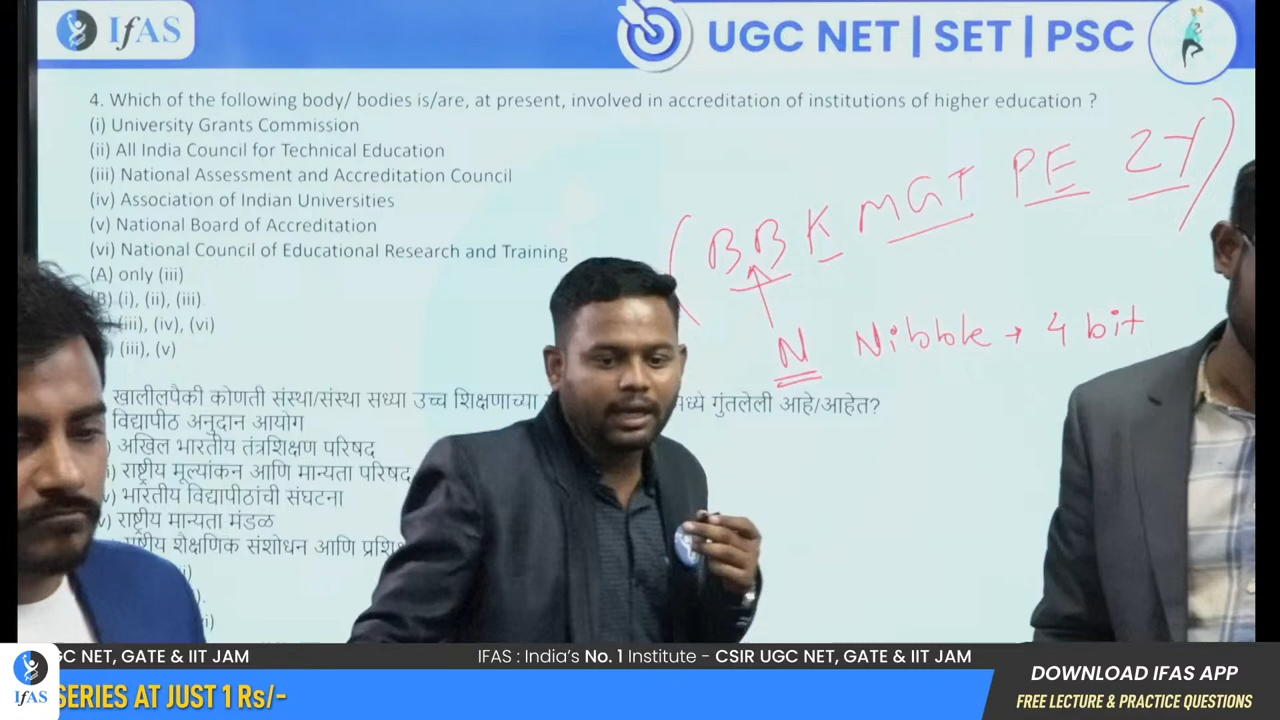 IfAS
UGC NET | SET | PSC
4. Which of the following body/ bodies is/are, at present, involved in accreditation of institutions of higher education ?
(i) University Grants Commission
(ii) All India Council for Technical Education
(iii) National Assessment and Accreditation Council
(iv) Association of Indian Universities
(v) National Board of Accreditation
(vi) National Council of Educational Research and Training
(A) only (iii)
(B) (i), (ii), (iii)
(iii), (iv), (vi)
(iii), (v)
(BBK MGT PE ZY)
N Nibble → 4 bit
खालीलपैकी कोणती संस्था/संस्था सध्या उच्च शिक्षणाच्या मध्ये गुंतलेली आहे/आहेत?
विद्यापीठ अनुदान आयोग
अखिल भारतीय तंत्रशिक्षण परिषद
राष्ट्रीय मूल्यांकन आणि मान्यता परिषद
भारतीय विद्यापीठांची संघटना
राष्ट्रीय मान्यता मंडळ
शैक्षणिक संशोधन आणि
GC NET, GATE & IIT JAM
IFAS : India's No. 1 Institute - CSIR UGC NET, GATE & IIT JAM
IfAS
SERIES AT JUST 1 Rs/-
DOWNLOAD IFAS APP
FREE LECTURE & PRACTICE QUESTIONS